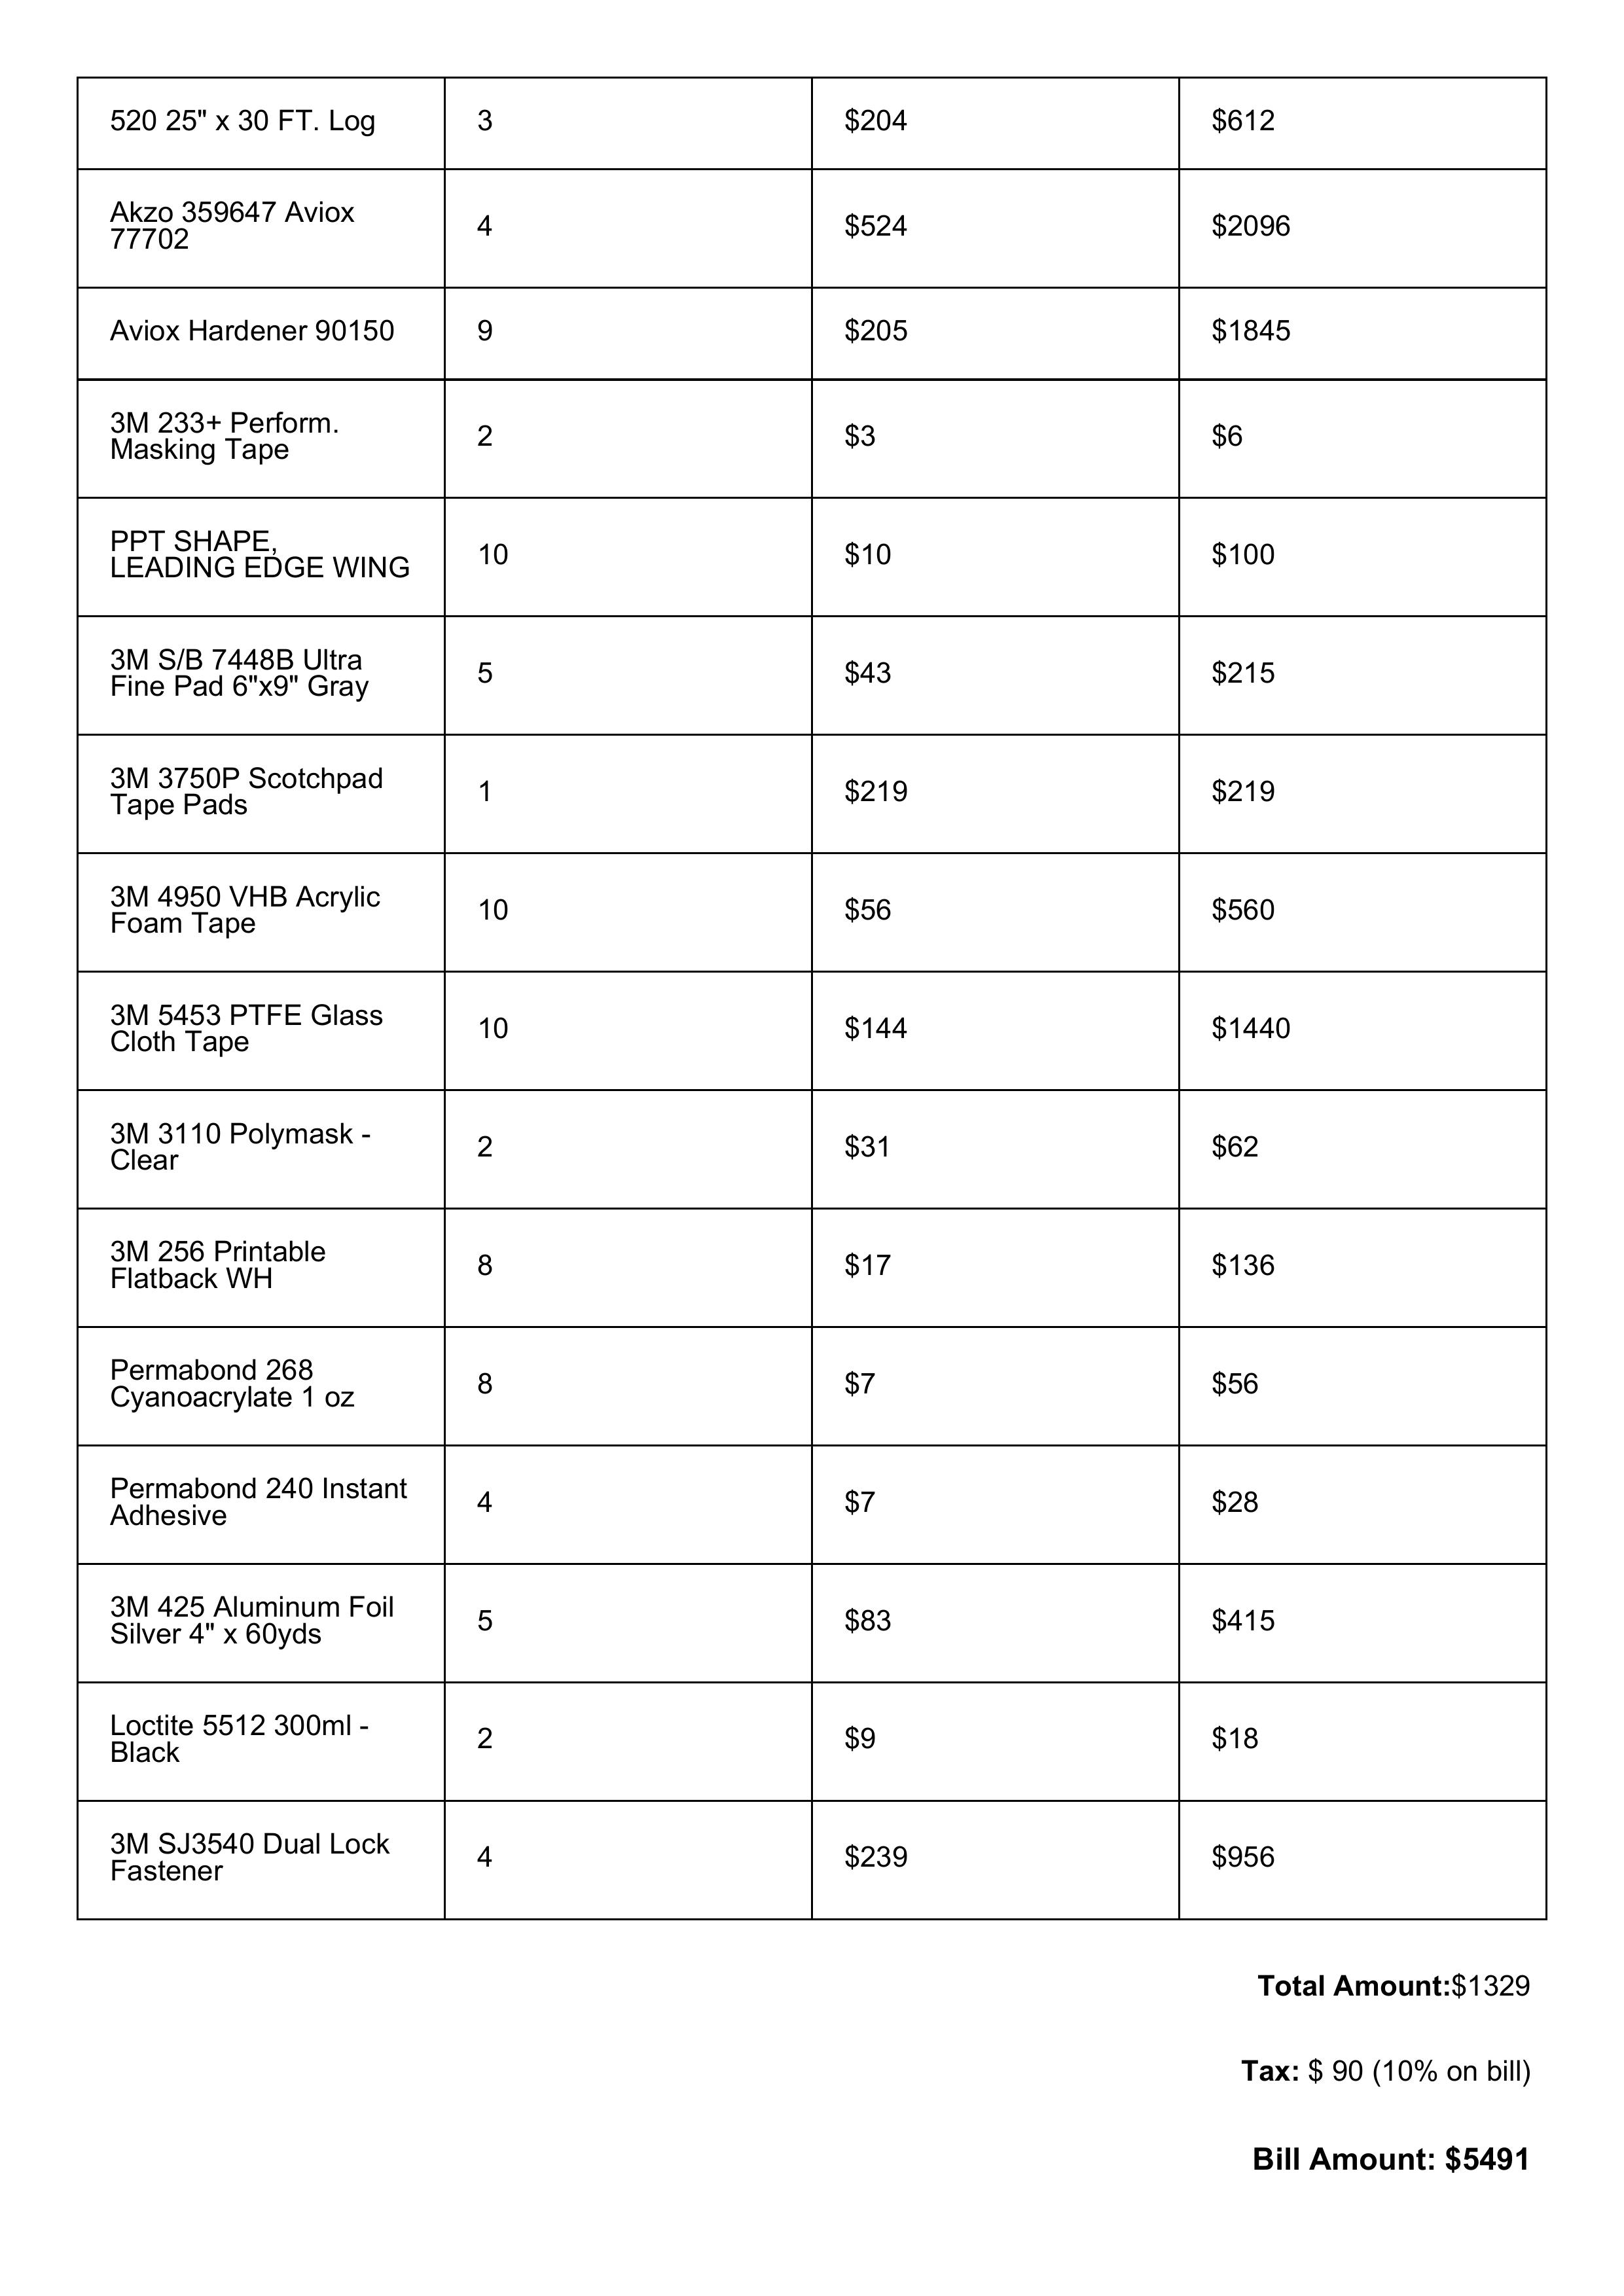 520 25" x 30 FT. Log 3 $204 $612
Akzo 359647 Aviox
77702 4 $524 $2096
Aviox Hardener 90150 9 $205 $1845
3M 233+ Perform.
Masking Tape 2 $3 $6
PPT SHAPE,
LEADING EDGE WING 10 $10 $100
3M S/B 7448B Ultra
Fine Pad 6"x9" Gray 5 $43 $215
3M 3750P Scotchpad
Tape Pads 1 $219 $219
3M 4950 VHB Acrylic
Foam Tape 10 $56 $560
3M 5453 PTFE Glass
Cloth Tape 10 $144 $1440
3M 3110 Polymask -
Clear 2 $31 $62
3M 256 Printable
Flatback WH 8 $17 $136
Permabond 268
Cyanoacrylate 1 oz 8 $7 $56
Permabond 240 Instant
Adhesive 4 $7 $28
3M 425 Aluminum Foil
Silver 4" x 60yds 5 $83 $415
Loctite 5512 300ml -
Black 2 $9 $18
3M SJ3540 Dual Lock
Fastener 4 $239 $956
Total Amount:$1329
Tax: $ 90 (10% on bill)
Bill Amount: $5491